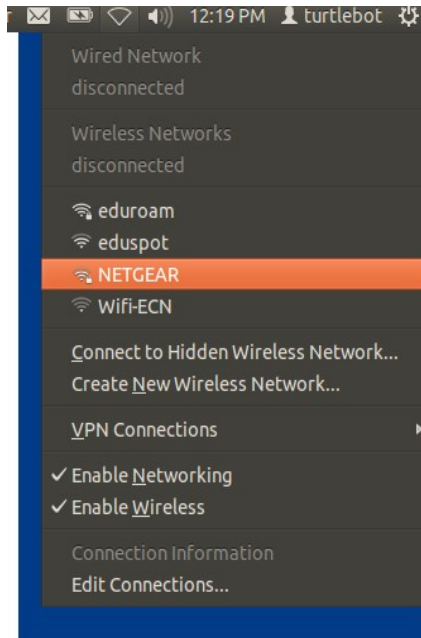 12:19 PM turtlebot
Wired Network
disconnected
Wireless Networks
disconnected
eduroam
eduspot
NETGEAR
Wifi-ECN
Connect to Hidden Wireless Network...
Create New Wireless Network...
VPN Connections
Enable Networking
Enable Wireless
Connection Information
Edit Connections...